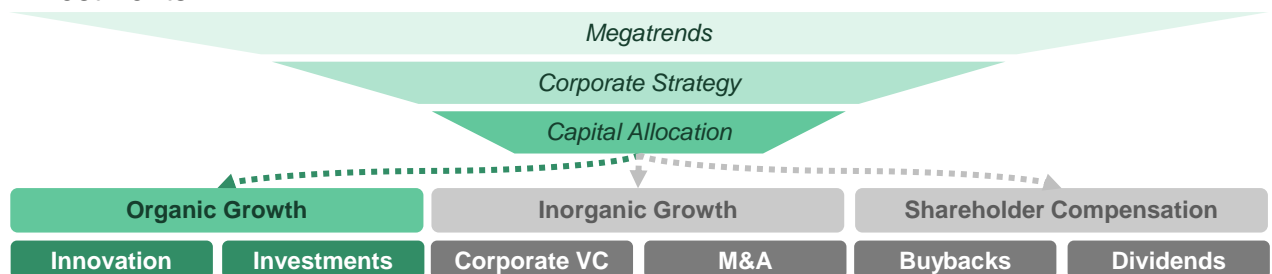 Megatrends
Corporate Strategy
Capital Allocation
Organic Growth Inorganic Growth Shareholder Compensation
Innovation Investments Corporate VC M&A Buybacks Dividends